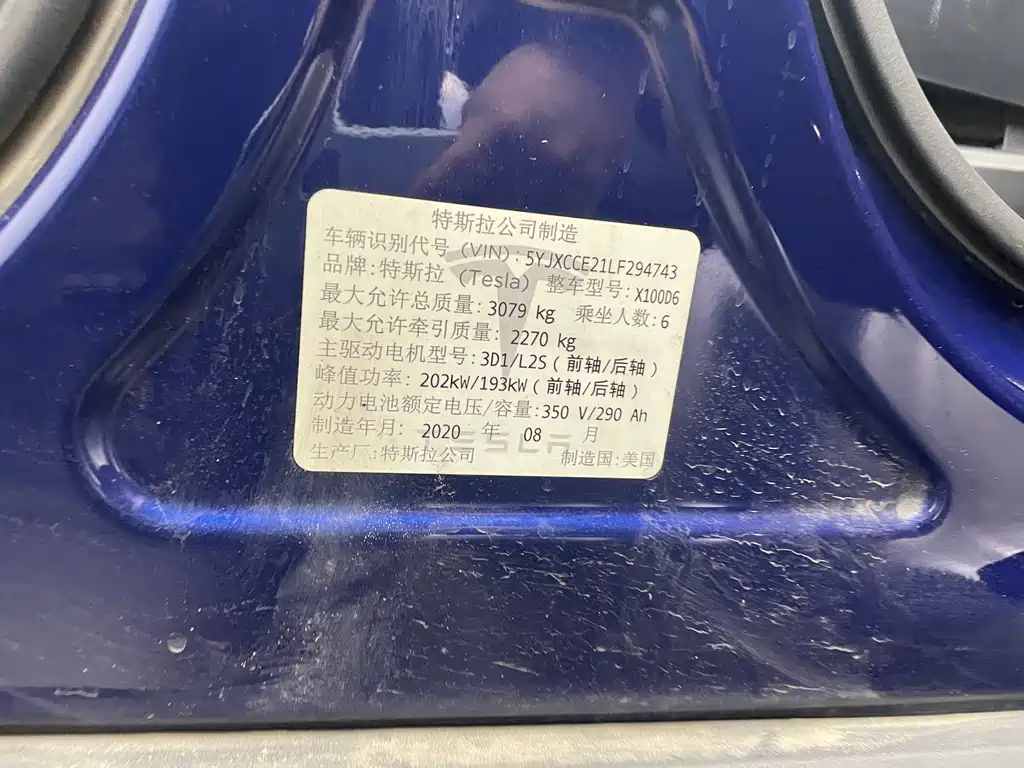 特斯拉公司制造
车辆识别代号 (VIN): 5YJXCCE21LF294743
品牌: 特斯拉 (Tesla) 整车型号: X100D6
最大允许总质量: 3079 kg 乘坐人数: 6
最大允许牵引质量: 2270 kg
主驱动电机型号: 3D1/L2S (前轴/后轴)
峰值功率: 202kW/193kW (前轴/后轴)
动力电池额定电压/容量: 350 V/290 Ah
制造年月: 2020 年 08 月
TESLA
生产厂: 特斯拉公司 制造国: 美国